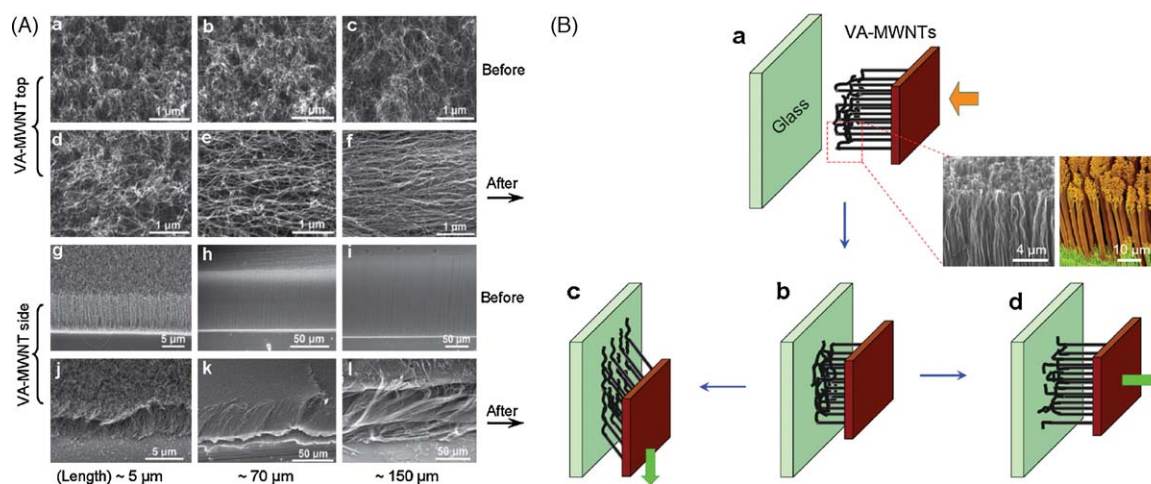 (A)
a
b
c
1 µm
1 µm
1 µm
Before
VA-MWNT top
d
e
f
1 µm
1 µm
1 µm
After
g
h
i
5 µm
50 µm
50 µm
Before
VA-MWNT side
j
k
l
5 µm
50 µm
50 µm
After
(Length) ~ 5 µm
~ 70 µm
~ 150 µm
(B)
a
VA-MWNTs
Glass
4 µm
10 µm
c
b
d